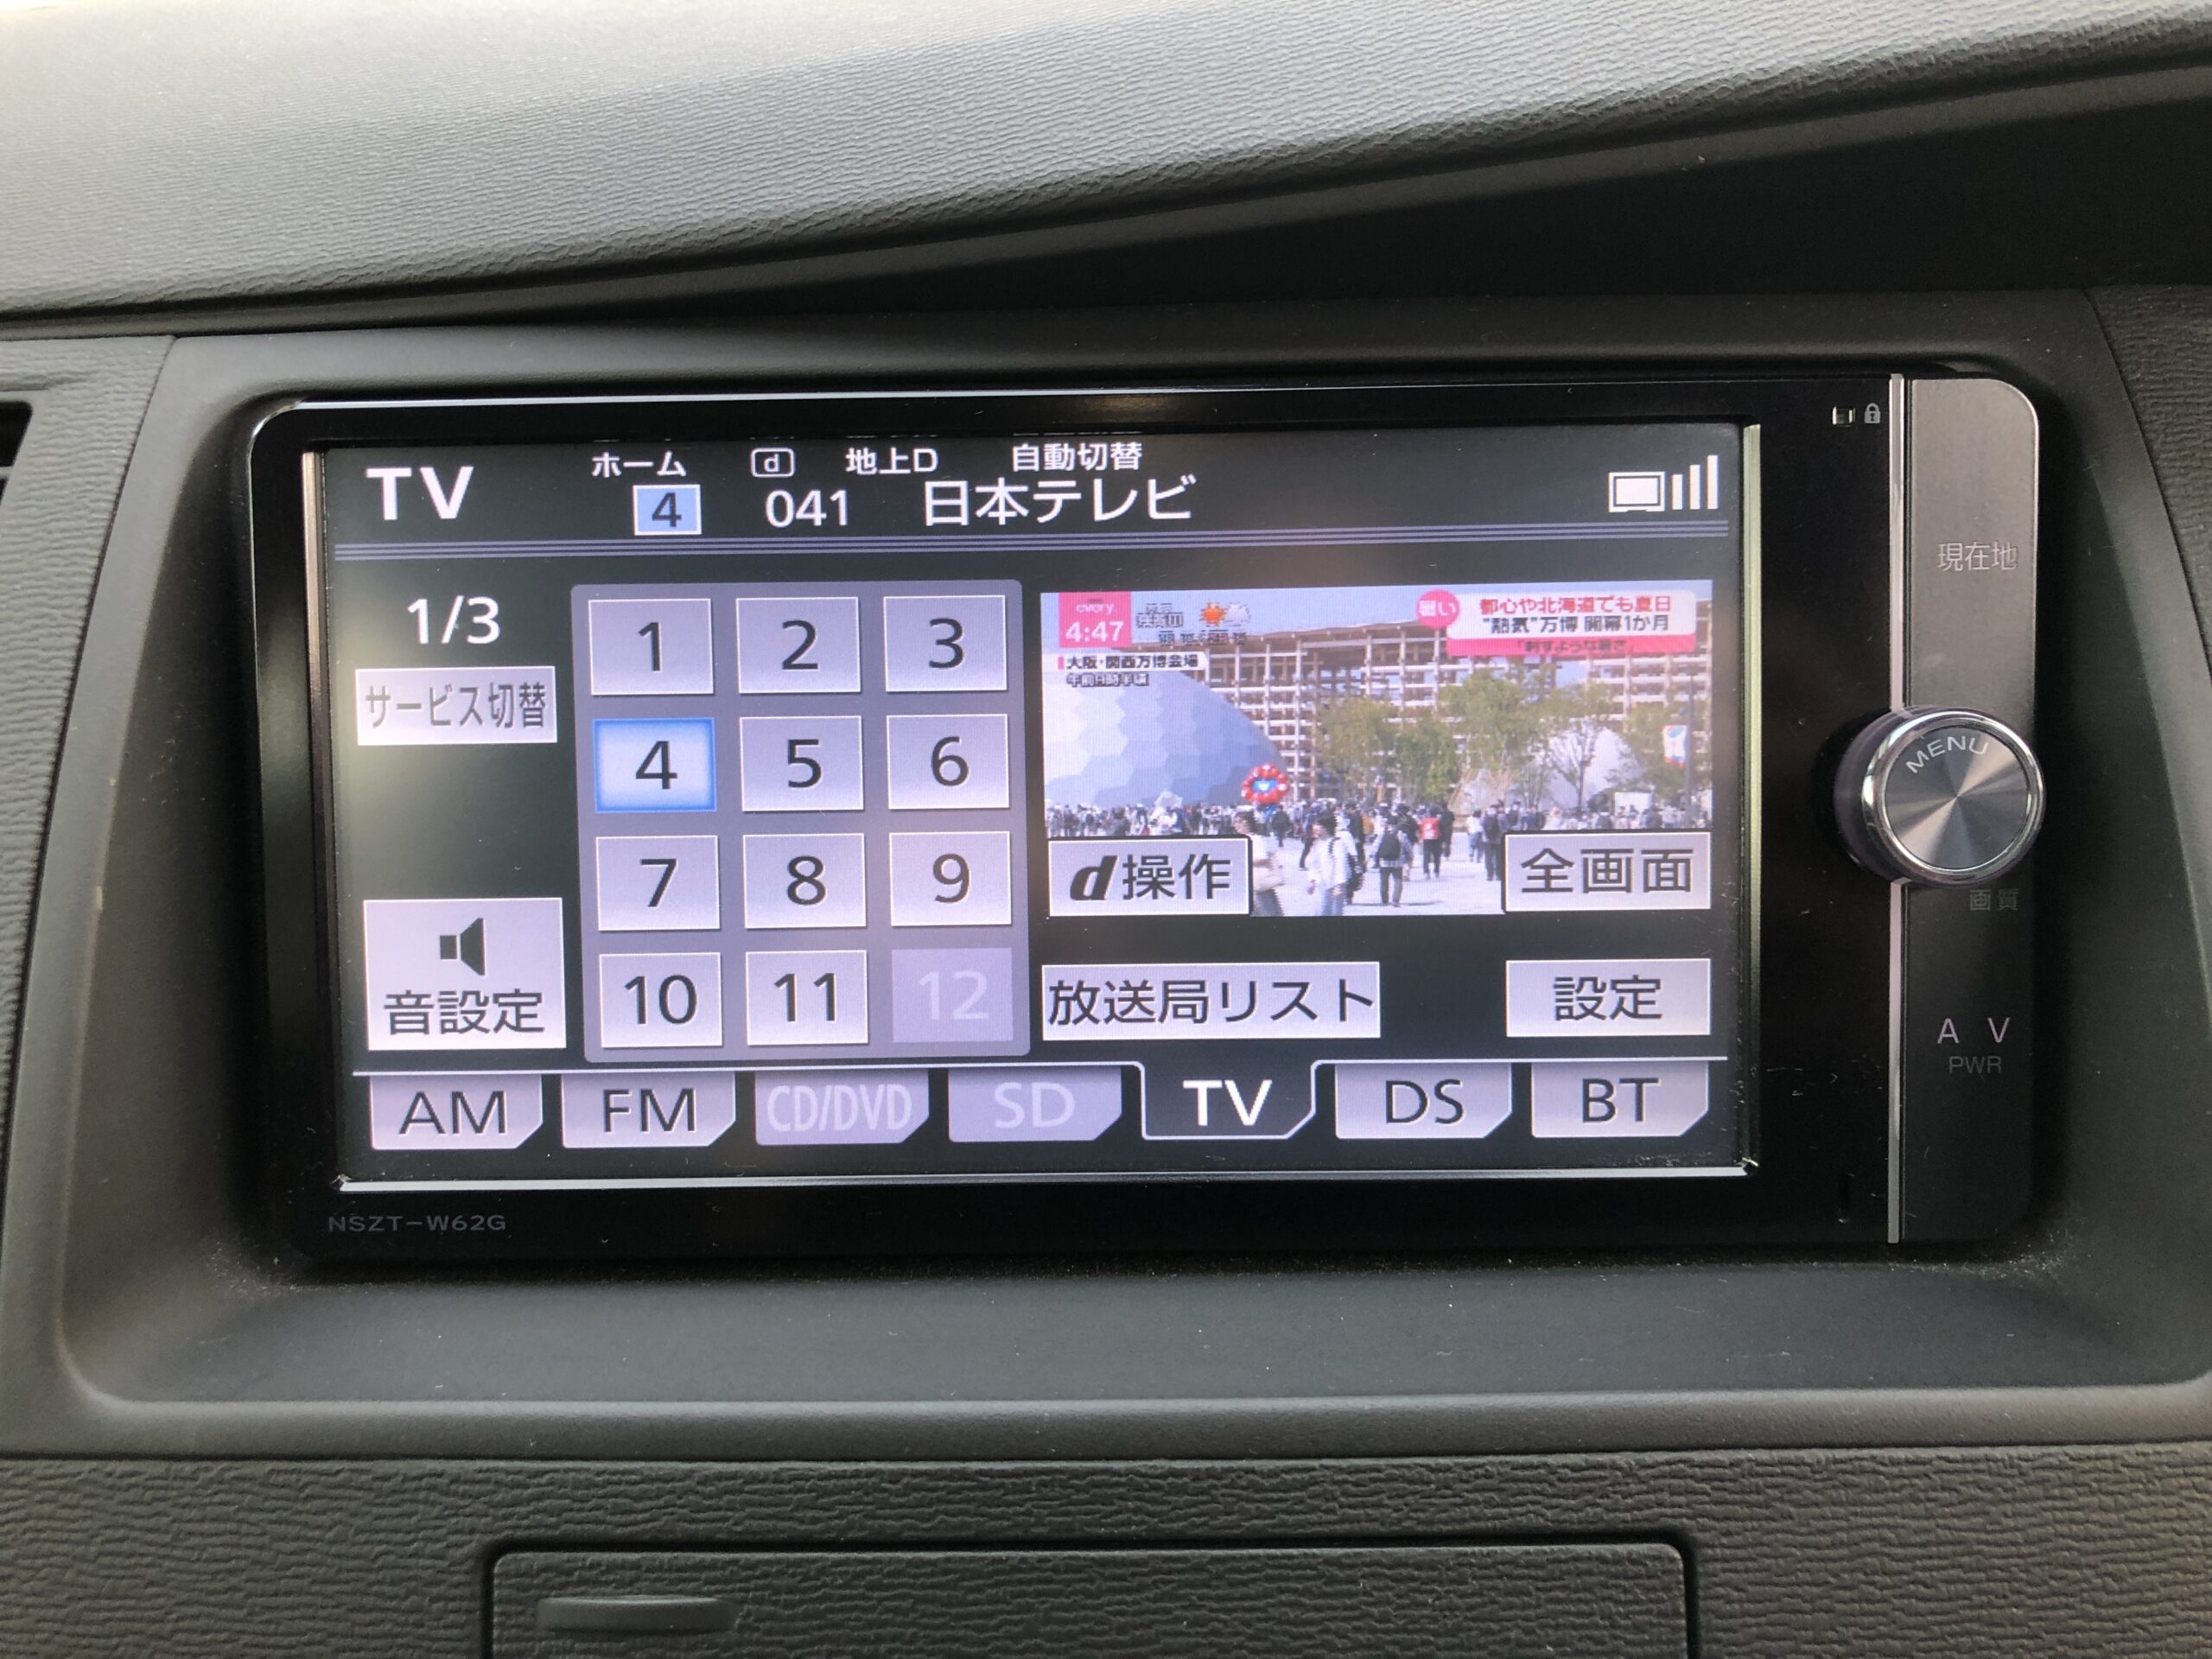 TV
ホーム
d
地上D
自動切替
4
041
日本テレビ
1/3
サービス切替
音設定
1
2
3
4
5
6
7
8
9
10
11
12
every.
4:47
大阪・関西万博会場
暑い
都心や北海道でも夏日
"熱気"万博 開幕1か月
d操作
全画面
放送局リスト
設定
AM
FM
CD/DVD
SD
TV
DS
BT
NSZT-W62G
現在地
MENU
画質
A V
PWR